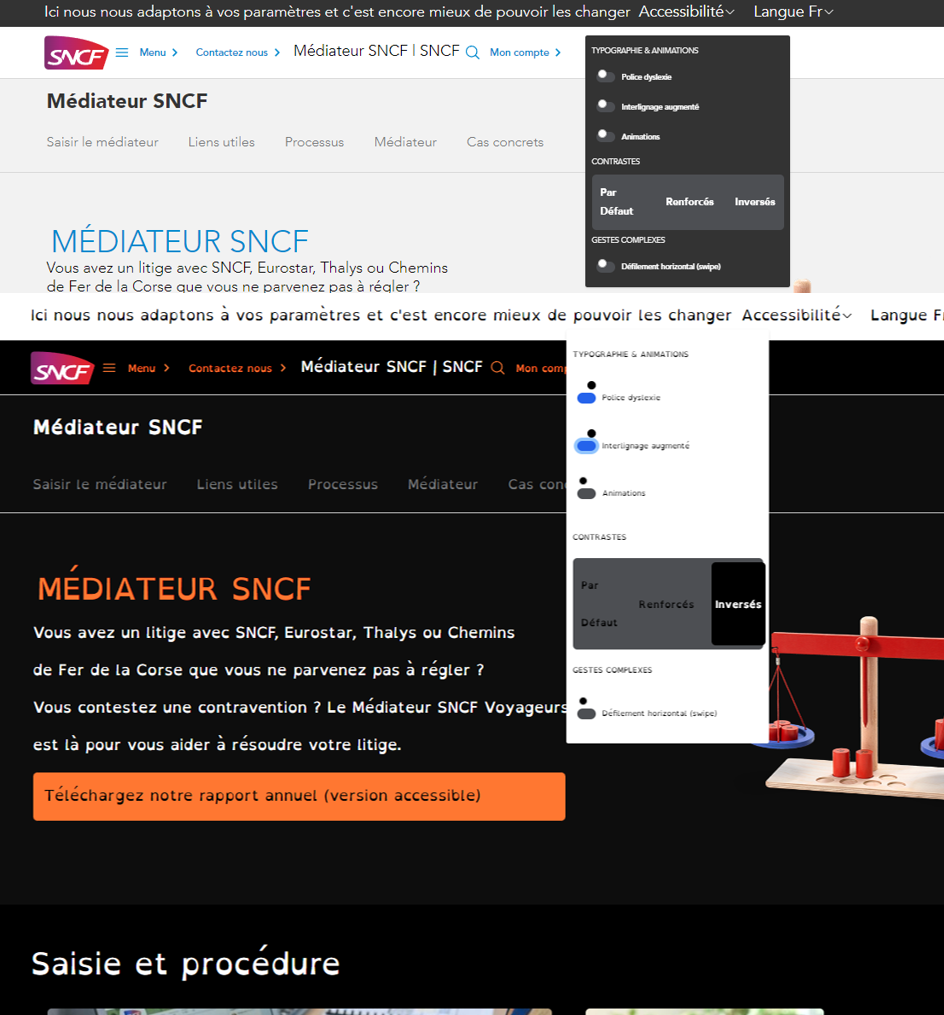 Ici nous nous adaptons à vos paramètres et c'est encore mieux de pouvoir les changer Accessibilité Langue Fr
SNCF Menu Contactez nous Médiateur SNCF | SNCF Mon compte
Médiateur SNCF
Saisir le médiateur Liens utiles Processus Médiateur Cas concrets
TYPOGRAPHIE & ANIMATIONS
Police dyslexie
Interlignage augmenté
Animations
CONTRASTES
Par Défaut Renforcés Inversés
GESTES COMPLEXES
Défilement horizontal (swipe)
MÉDIATEUR SNCF
Vous avez un litige avec SNCF, Eurostar, Thalys ou Chemins
de Fer de la Corse que vous ne parvenez pas à régler ?
Ici nous nous adaptons à vos paramètres et c'est encore mieux de pouvoir les changer Accessibilité Langue Fr
SNCF Menu Contactez nous Médiateur SNCF | SNCF Mon comp
Médiateur SNCF
Saisir le médiateur Liens utiles Processus Médiateur Cas conc
TYPOGRAPHIE & ANIMATIONS
Police dyslexie
Interlignage augmenté
Animations
CONTRASTES
Par Défaut Renforcés Inversés
GESTES COMPLEXES
Défilement horizontal (swipe)
MÉDIATEUR SNCF
Vous avez un litige avec SNCF, Eurostar, Thalys ou Chemins
de Fer de la Corse que vous ne parvenez pas à régler ?
Vous contestez une contravention ? Le Médiateur SNCF Voyageurs
est là pour vous aider à résoudre votre litige.
Téléchargez notre rapport annuel (version accessible)
Saisie et procédure